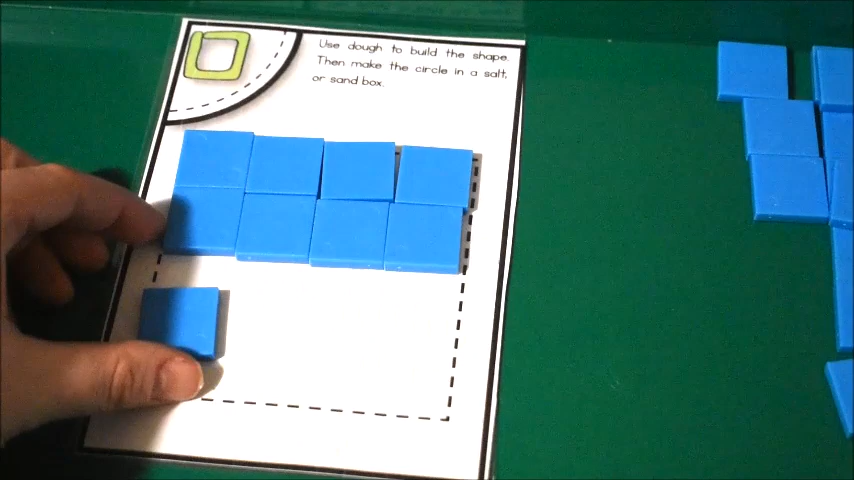 Use dough to build the shape.
Then make the circle in a salt,
or sand box.